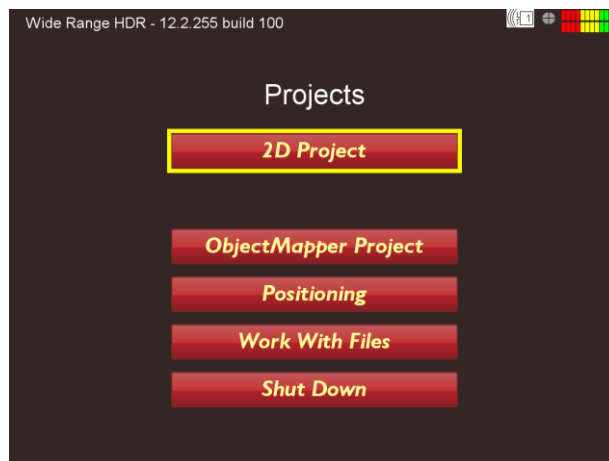 Wide Range HDR - 12.2.255 build 100
1
Projects
2D Project
ObjectMapper Project
Positioning
Work With Files
Shut Down